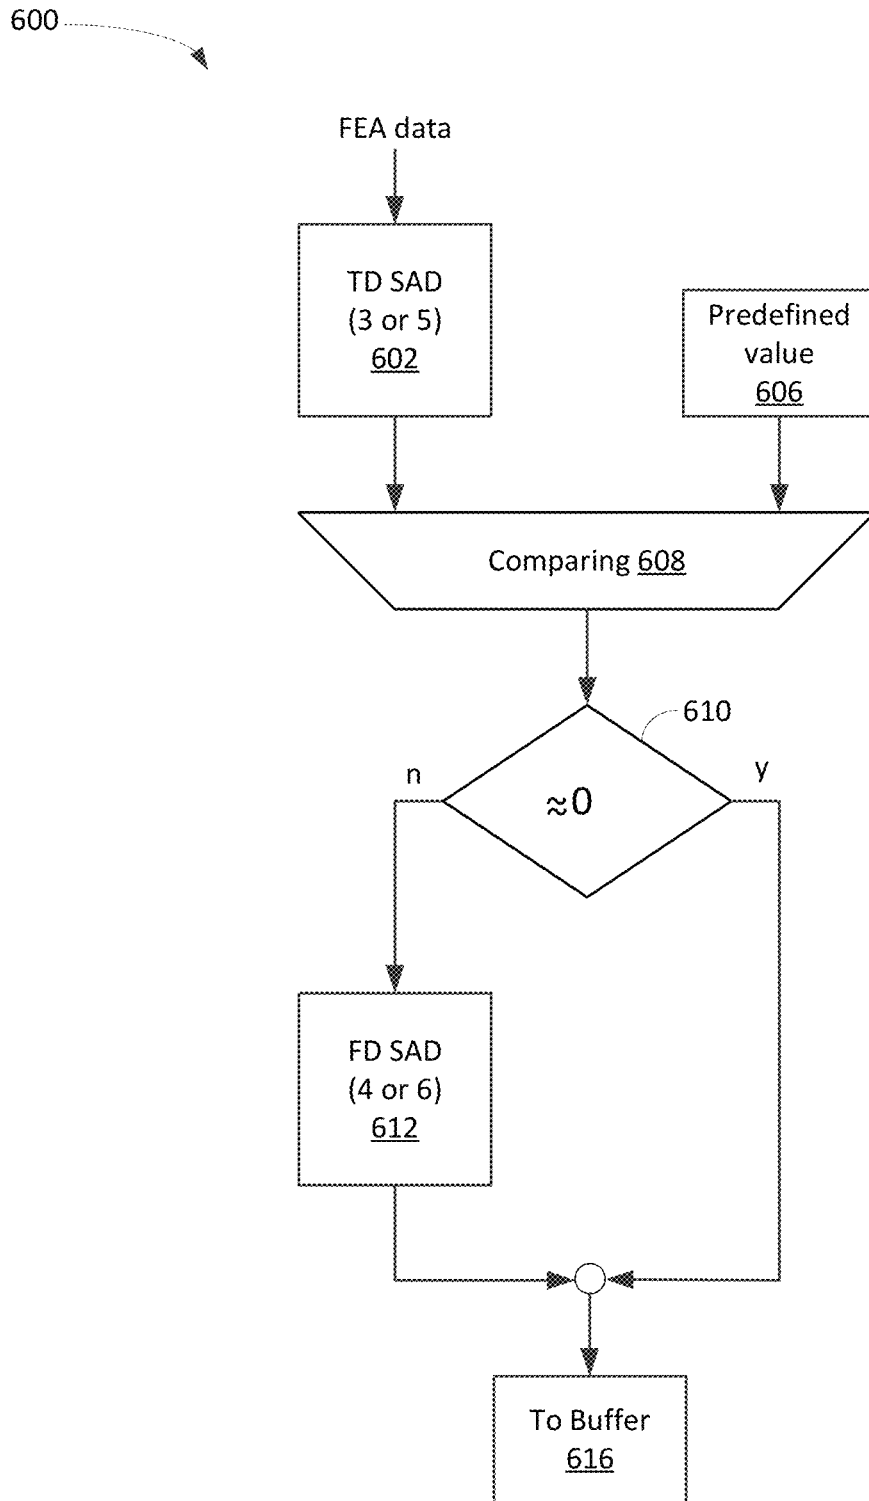 600
FEA data
TD SAD
(3 or 5)
602
Predefined
value
606
Comparing 608
610
n
y
≈0
FD SAD
(4 or 6)
612
To Buffer
616